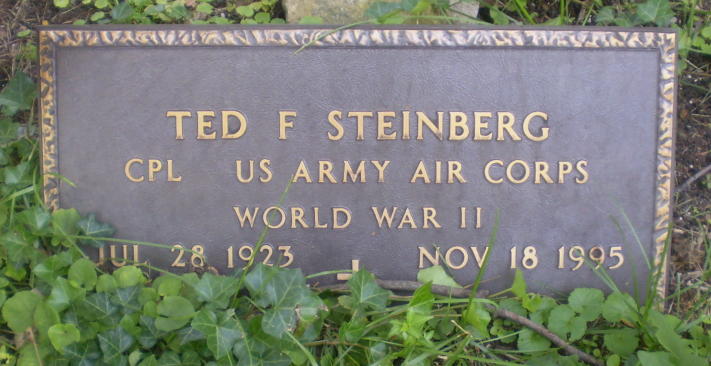 TED F STEINBERG
CPL US ARMY AIR CORPS
WORLD WAR II
JUL 28 1923 NOV 18 1995